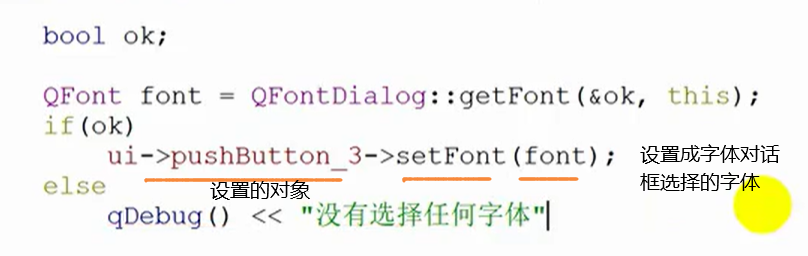 bool ok;
QFont font = QFontDialog::getFont(&ok, this);
if(ok)
ui->pushButton_3->setFont(font);
设置成字体对话
框选择的字体
else
设置的对象
qDebug() << "没有选择任何字体"